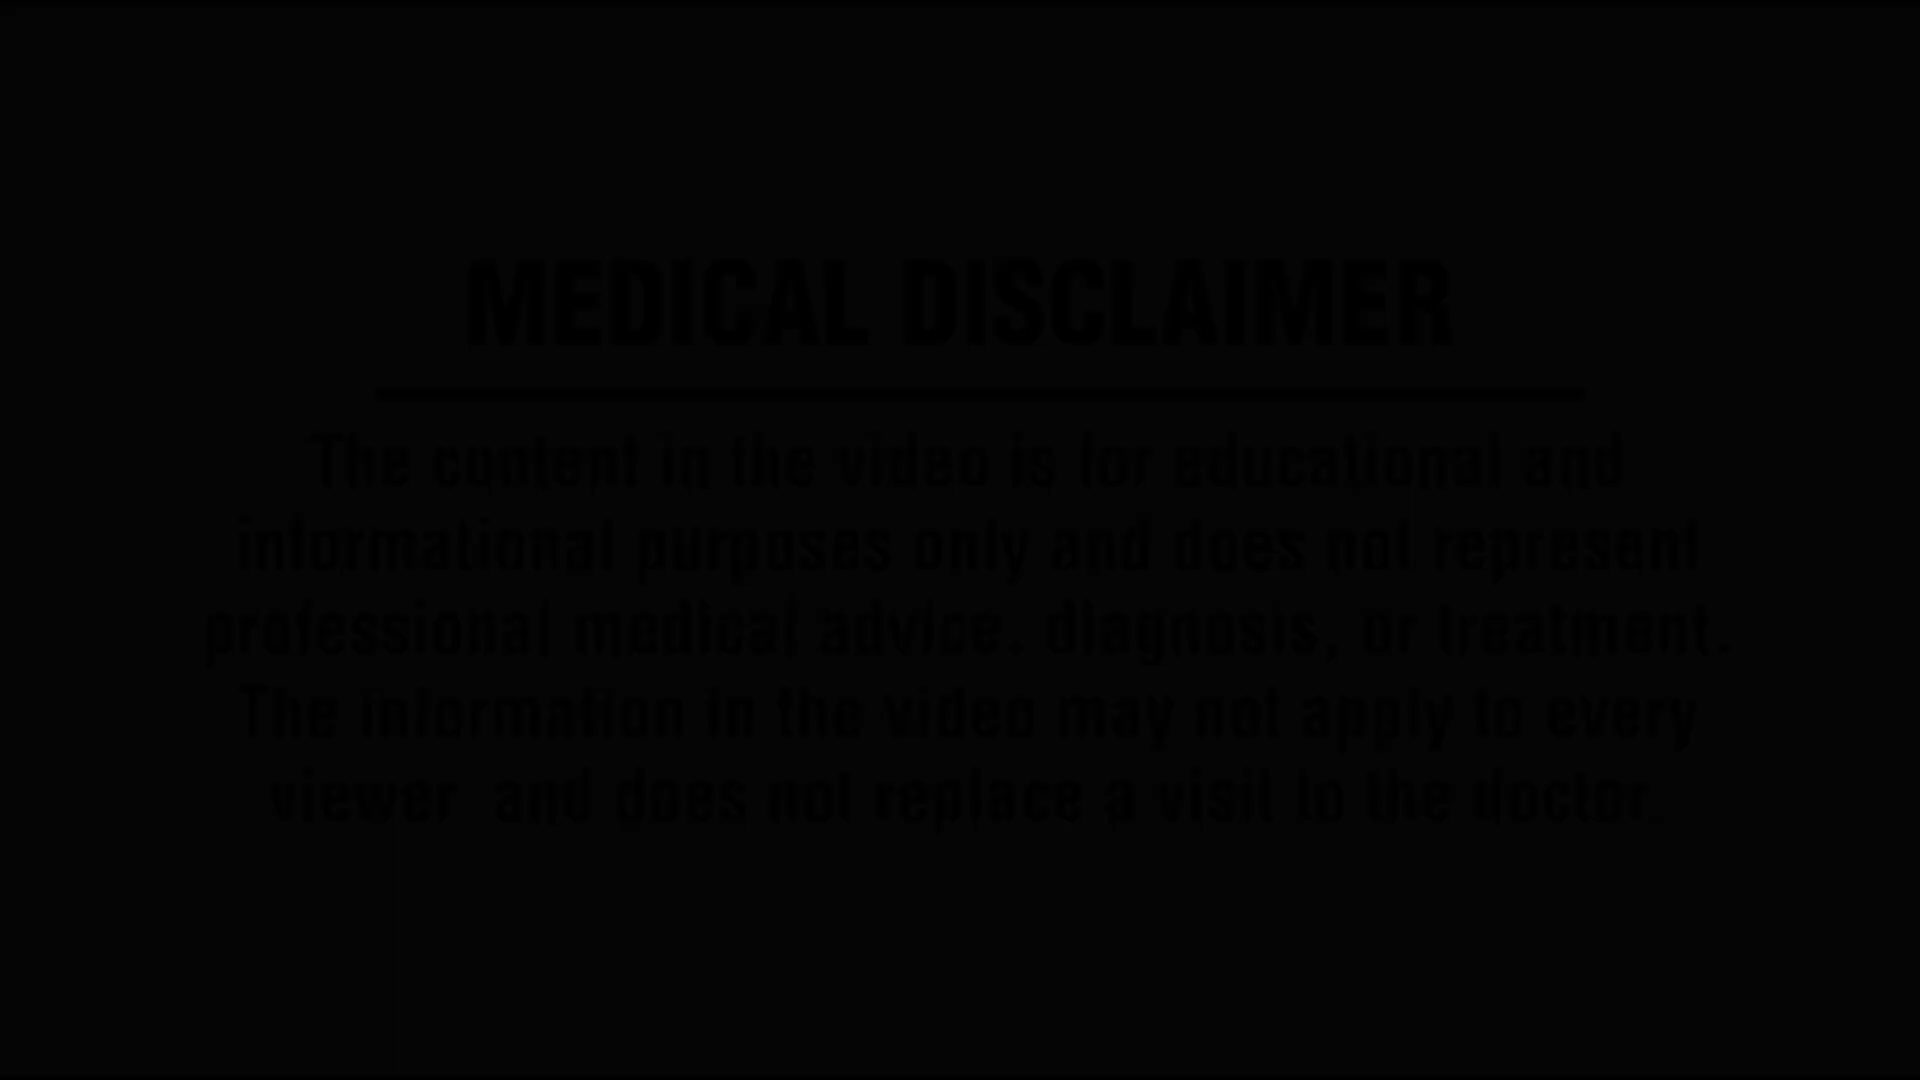 MEDICAL DISCLAIMER
The content in the video is for educational and
informational purposes only and does not represent
professional medical advice. diagnosis, or treatment.
The information in the video may not apply to every
viewer and does not replace a visit to the doctor.